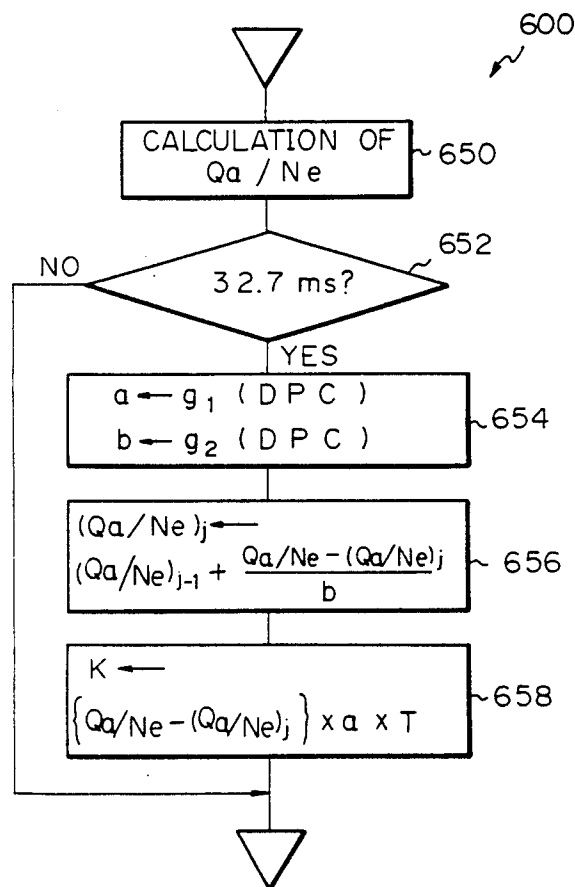 600
CALCULATION OF
Qa / Ne
650
652
NO
32.7 ms?
YES
a ← g₁ (DPC)
b ← g₂ (DPC)
654
(Qa/Ne)j ←
(Qa/Ne)j-1 + Qa/Ne-(Qa/Ne)j / b
656
K ←
{Qa/Ne-(Qa/Ne)j} x a x T
658